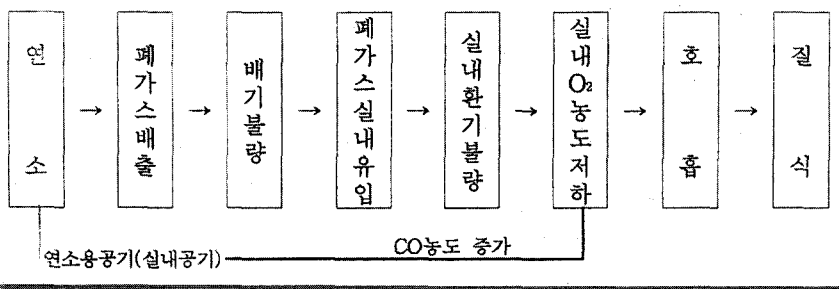 연소
→
폐가스배출
→
배기불량
→
폐가스실내유입
→
실내환기불량
→
실내O₂농도저하
→
호흡
→
질식
연소용공기(실내공기)
CO농도 증가